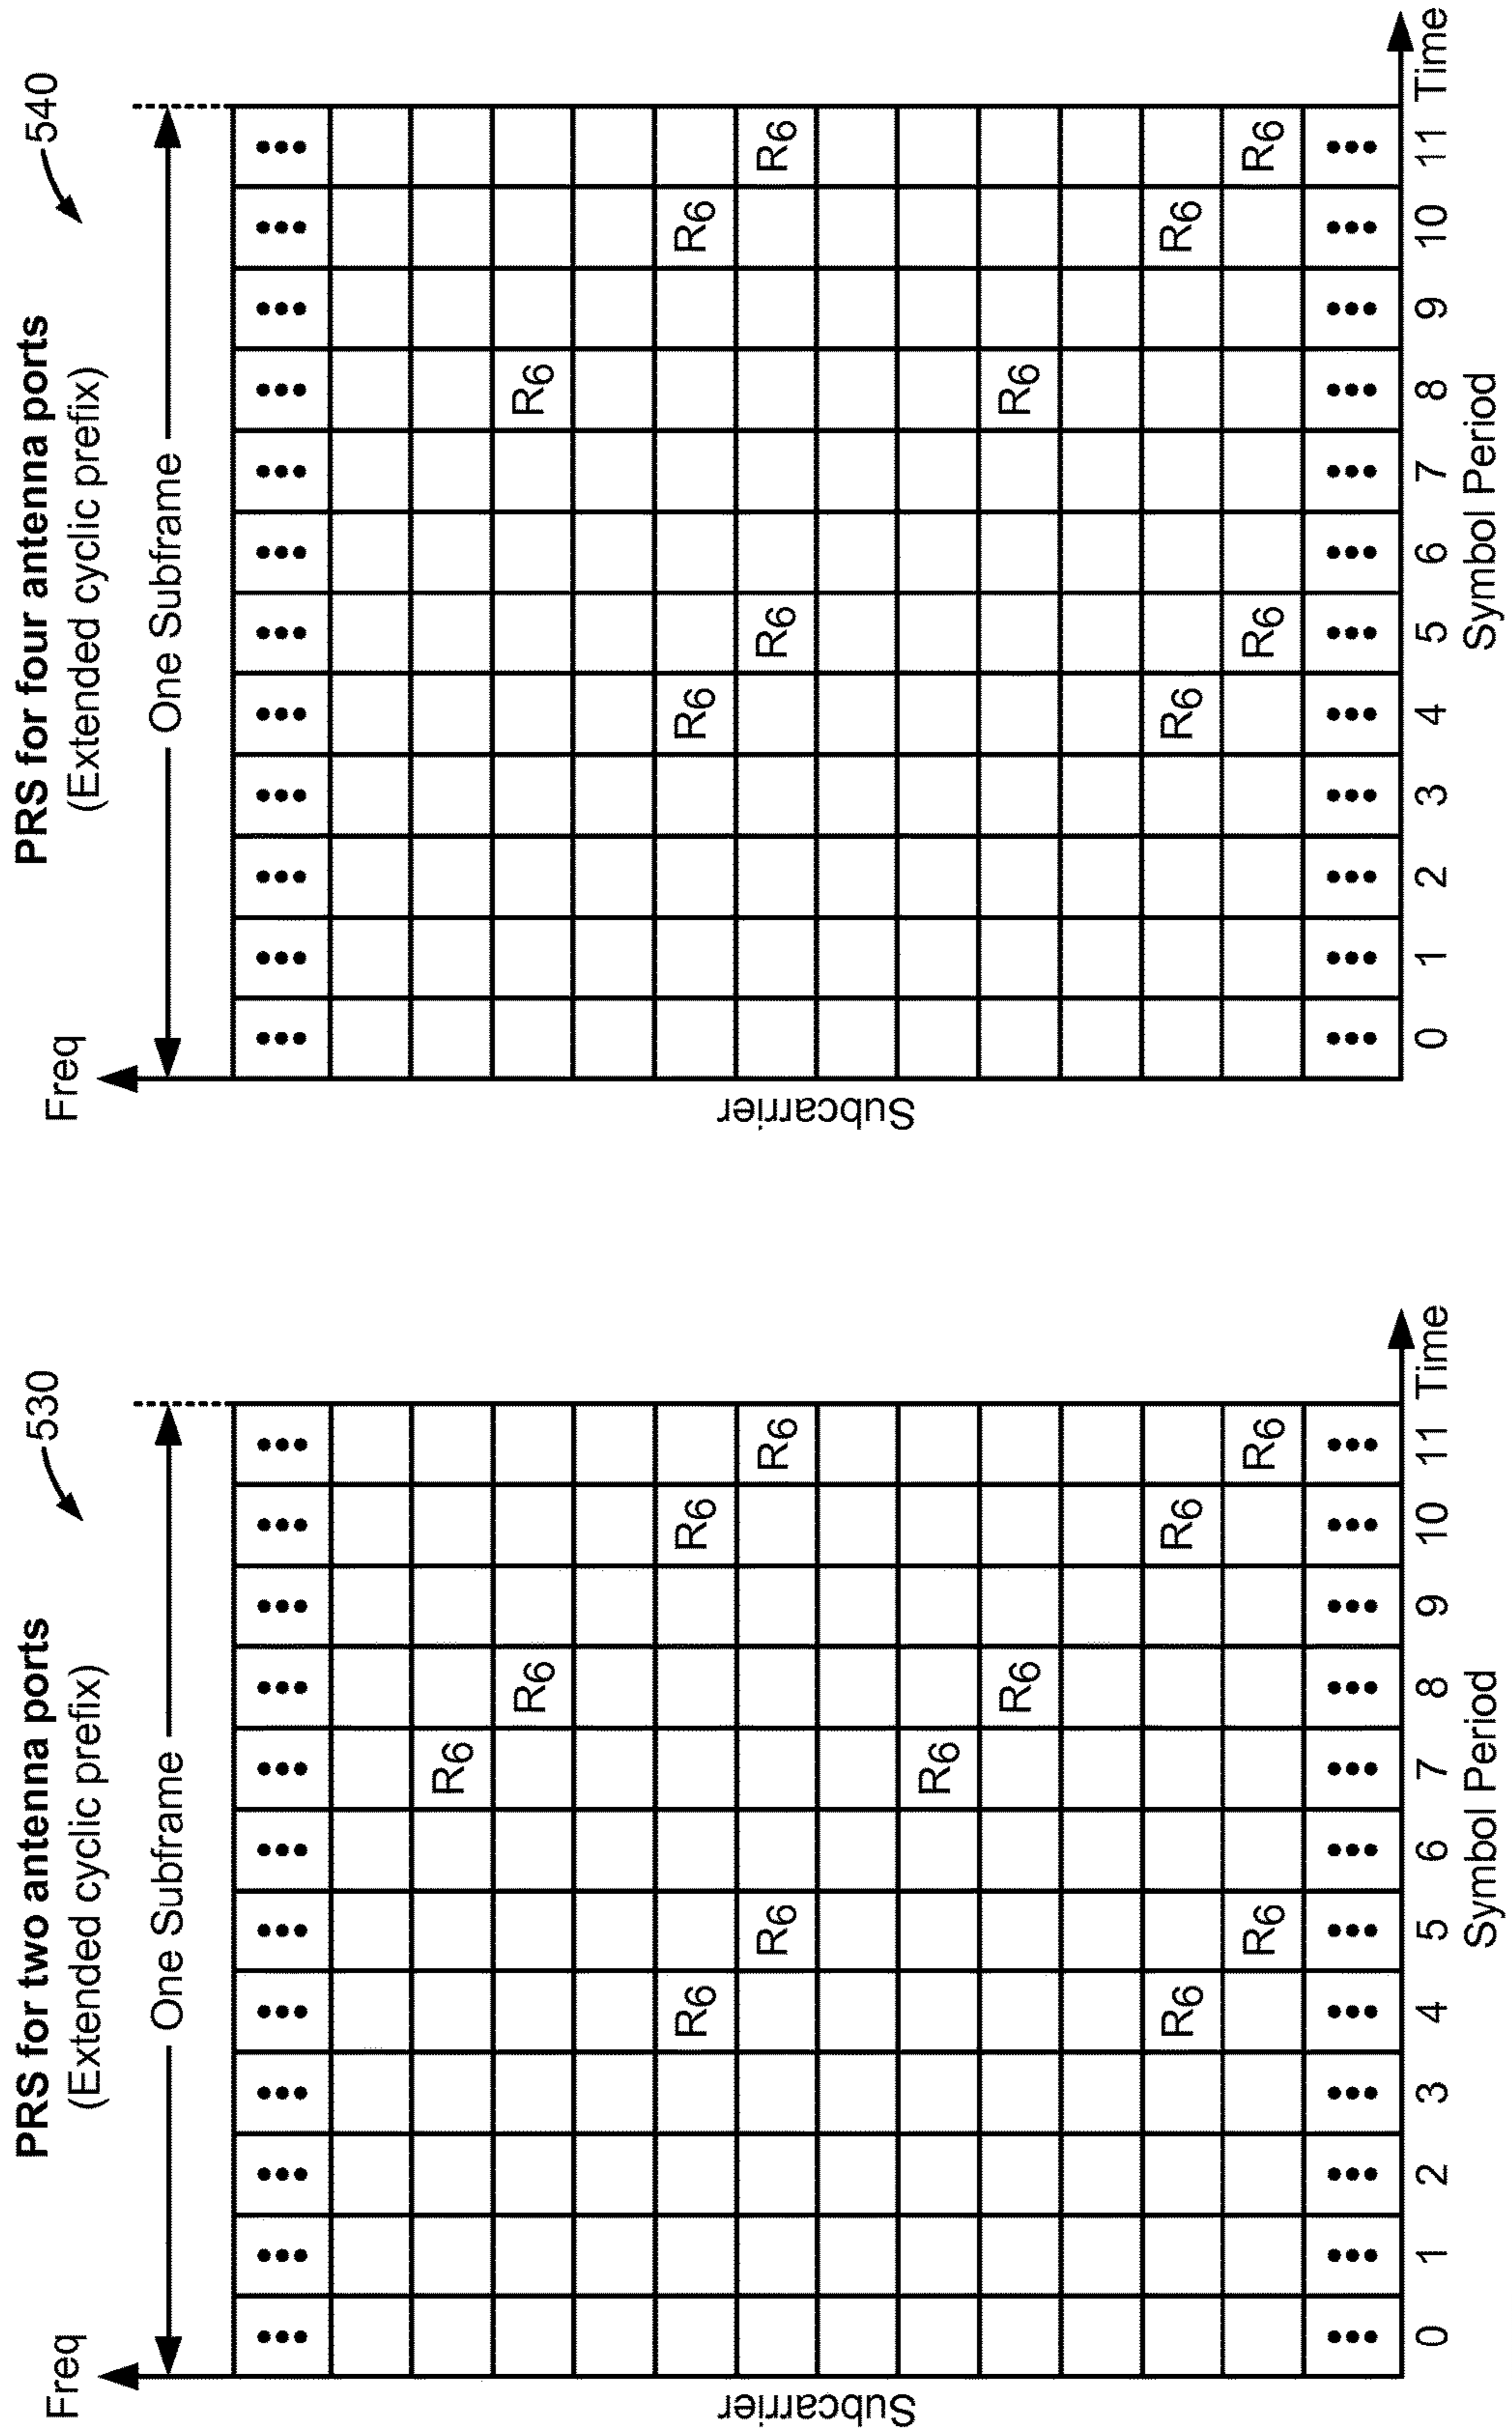 PRS for two antenna ports
(Extended cyclic prefix)
530
Freq
One Subframe
••• ••• ••• ••• ••• ••• ••• ••• ••• ••• ••• •••
R6
R6
R6 R6
R6 R6
R6
R6
R6 R6
R6 R6
••• ••• ••• ••• ••• ••• ••• ••• ••• ••• ••• •••
Subcarrier
0 1 2 3 4 5 6 7 8 9 10 11 Time
Symbol Period
PRS for four antenna ports
(Extended cyclic prefix)
540
Freq
One Subframe
••• ••• ••• ••• ••• ••• ••• ••• ••• ••• ••• •••
R6
R6 R6
R6 R6
R6
R6 R6
R6 R6
••• ••• ••• ••• ••• ••• ••• ••• ••• ••• ••• •••
Subcarrier
0 1 2 3 4 5 6 7 8 9 10 11 Time
Symbol Period